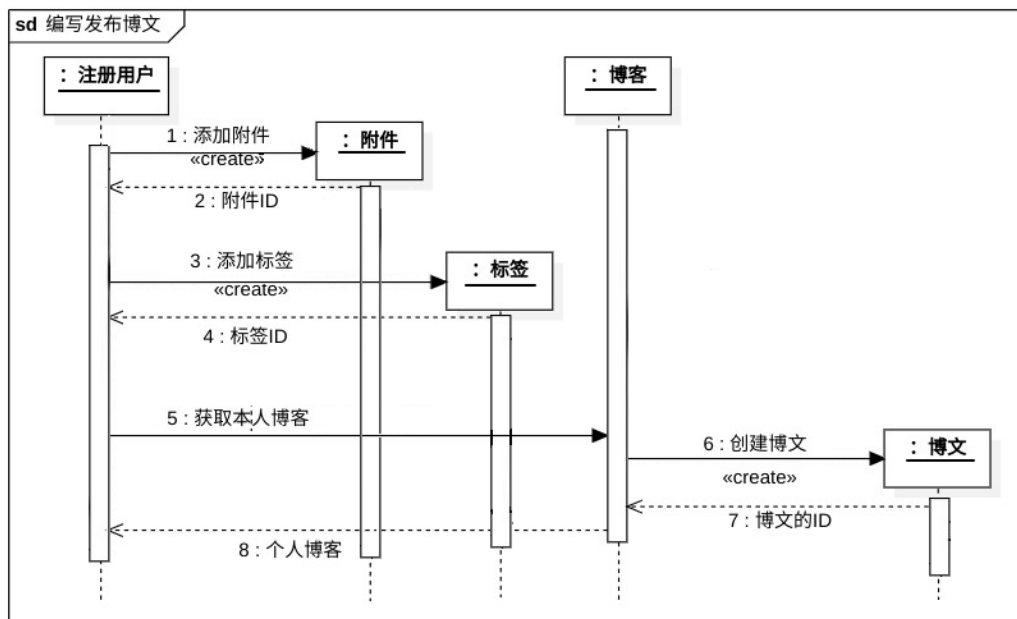 sd 编写发布博文
：注册用户
：博客
1 : 添加附件
«create»
：附件
2 : 附件ID
3 : 添加标签
«create»
：标签
4 : 标签ID
5 : 获取本人博客
6 : 创建博文
«create»
：博文
7 : 博文的ID
8 : 个人博客